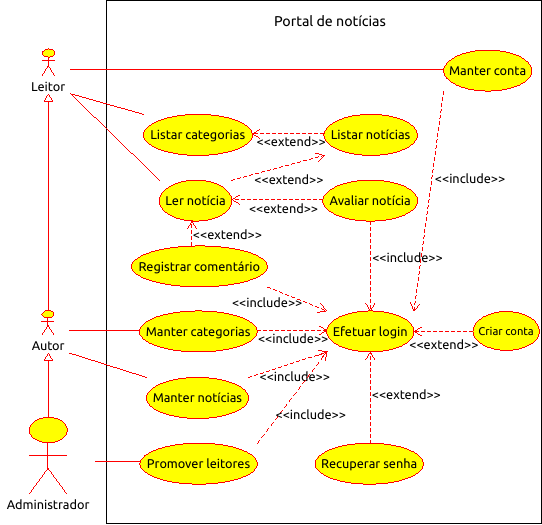 Portal de notícias
Manter conta
Leitor
Listar categorias
<<extend>>
Listar notícias
<<include>>
Ler notícia
<<extend>>
<<extend>>
Avaliar notícia
<<extend>>
Registrar comentário
<<include>>
<<include>>
Autor
Manter categorias
<<include>>
Efetuar login
<<extend>>
Criar conta
Manter notícias
<<include>>
<<extend>>
<<include>>
Promover leitores
Recuperar senha
Administrador